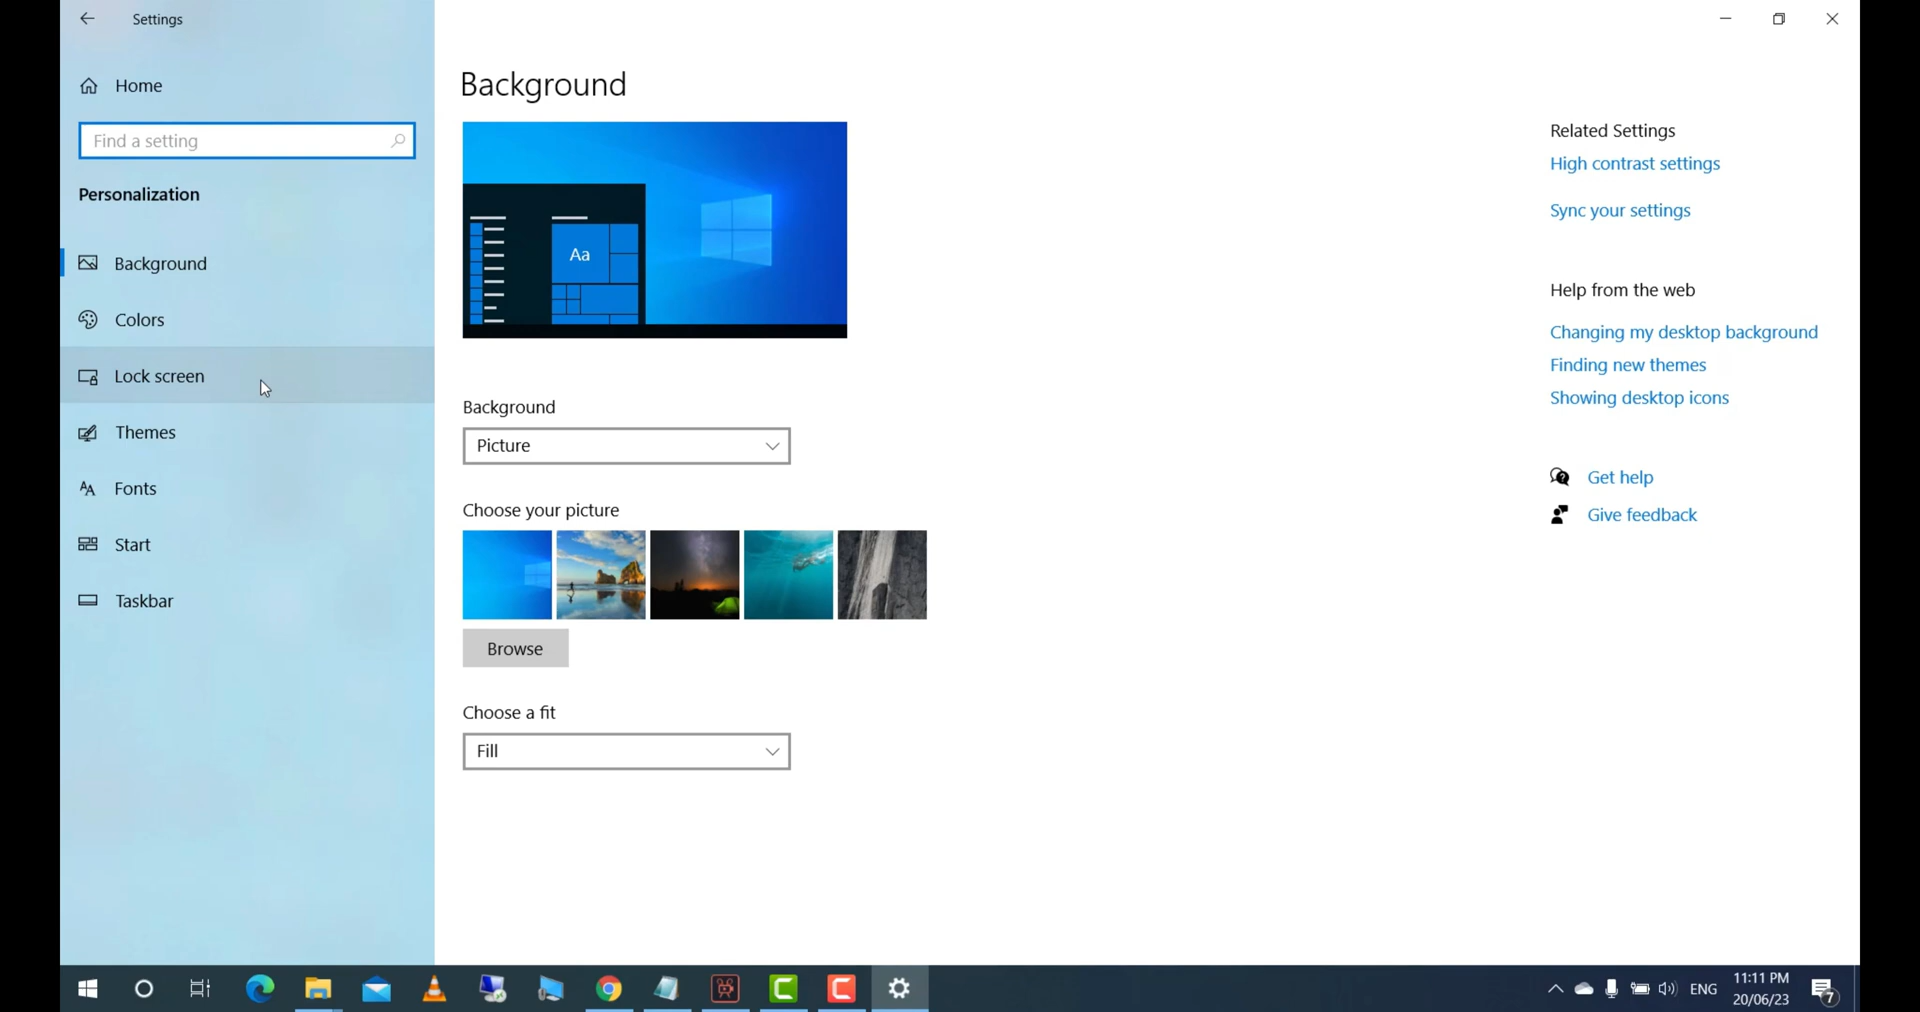 Settings
Home
Find a setting
Personalization
Background
Colors
Lock screen
Themes
Fonts
Start
Taskbar
Background
Aa
Background
Picture
Choose your picture
Browse
Choose a fit
Fill
Related Settings
High contrast settings
Sync your settings
Help from the web
Changing my desktop background
Finding new themes
Showing desktop icons
Get help
Give feedback
ENG
11:11 PM
20/06/23
7